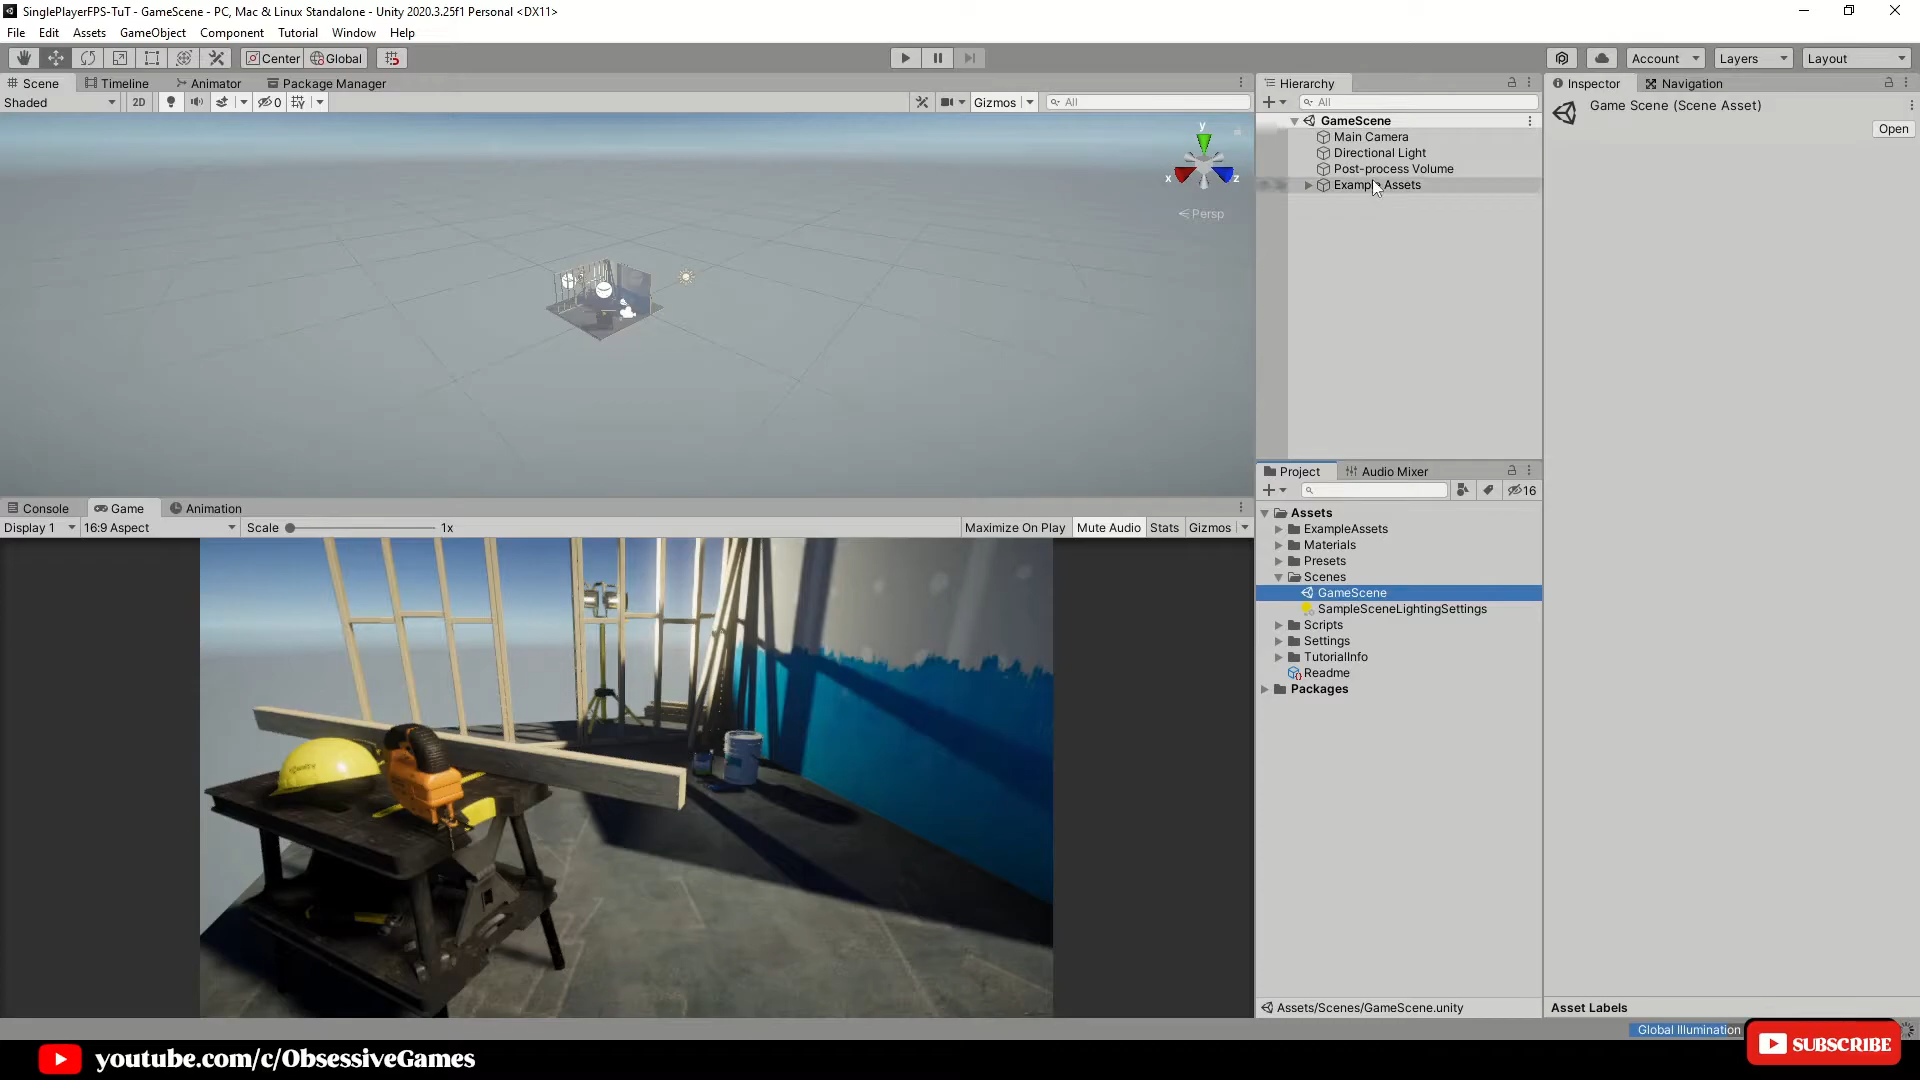 SinglePlayerFPS-TuT - GameScene - PC, Mac & Linux Standalone - Unity 2020.3.25f1 Personal <DX11>
File Edit Assets GameObject Component Tutorial Window Help
Center Global
Account Layers Layout
Scene Timeline Animator Package Manager
Shaded 2D 0 Gizmos All
y
x z
Persp
Hierarchy
All
GameScene
Main Camera
Directional Light
Post-process Volume
Example Assets
Inspector Navigation
Game Scene (Scene Asset)
Open
Console Game Animation
Display 1 16:9 Aspect Scale 1x Maximize On Play Mute Audio Stats Gizmos
Project Audio Mixer
16
Assets
ExampleAssets
Materials
Presets
Scenes
GameScene
SampleSceneLightingSettings
Scripts
Settings
TutorialInfo
Readme
Packages
Assets/Scenes/GameScene.unity
Asset Labels
Global Illumination
youtube.com/c/ObsessiveGames
SUBSCRIBE